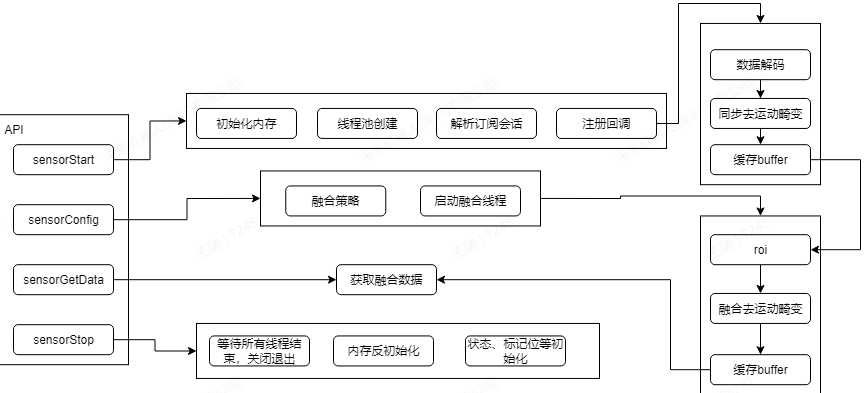 API
sensorStart
sensorConfig
sensorGetData
sensorStop
初始化内存
线程池创建
解析订阅会话
注册回调
融合策略
启动融合线程
获取融合数据
等待所有线程结
束，关闭退出
内存反初始化
状态、标记位等初
始化
数据解码
同步去运动畸变
缓存buffer
roi
融合去运动畸变
缓存buffer